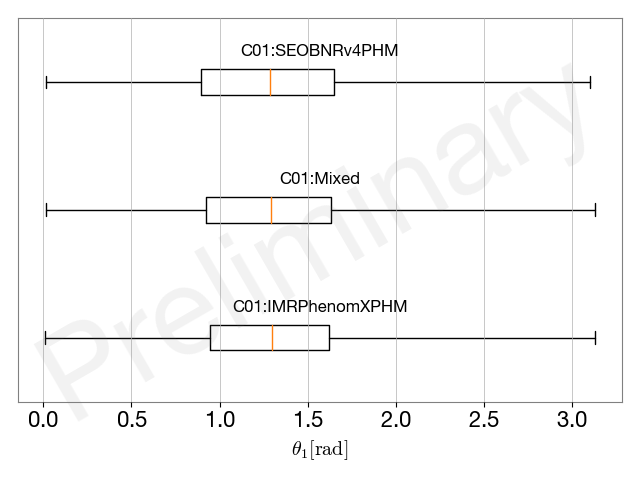 C01:SEOBNRv4PHM
C01:Mixed
C01:IMRPhenomXPHM
Preliminary
0.0 0.5 1.0 1.5 2.0 2.5 3.0
θ₁[rad]